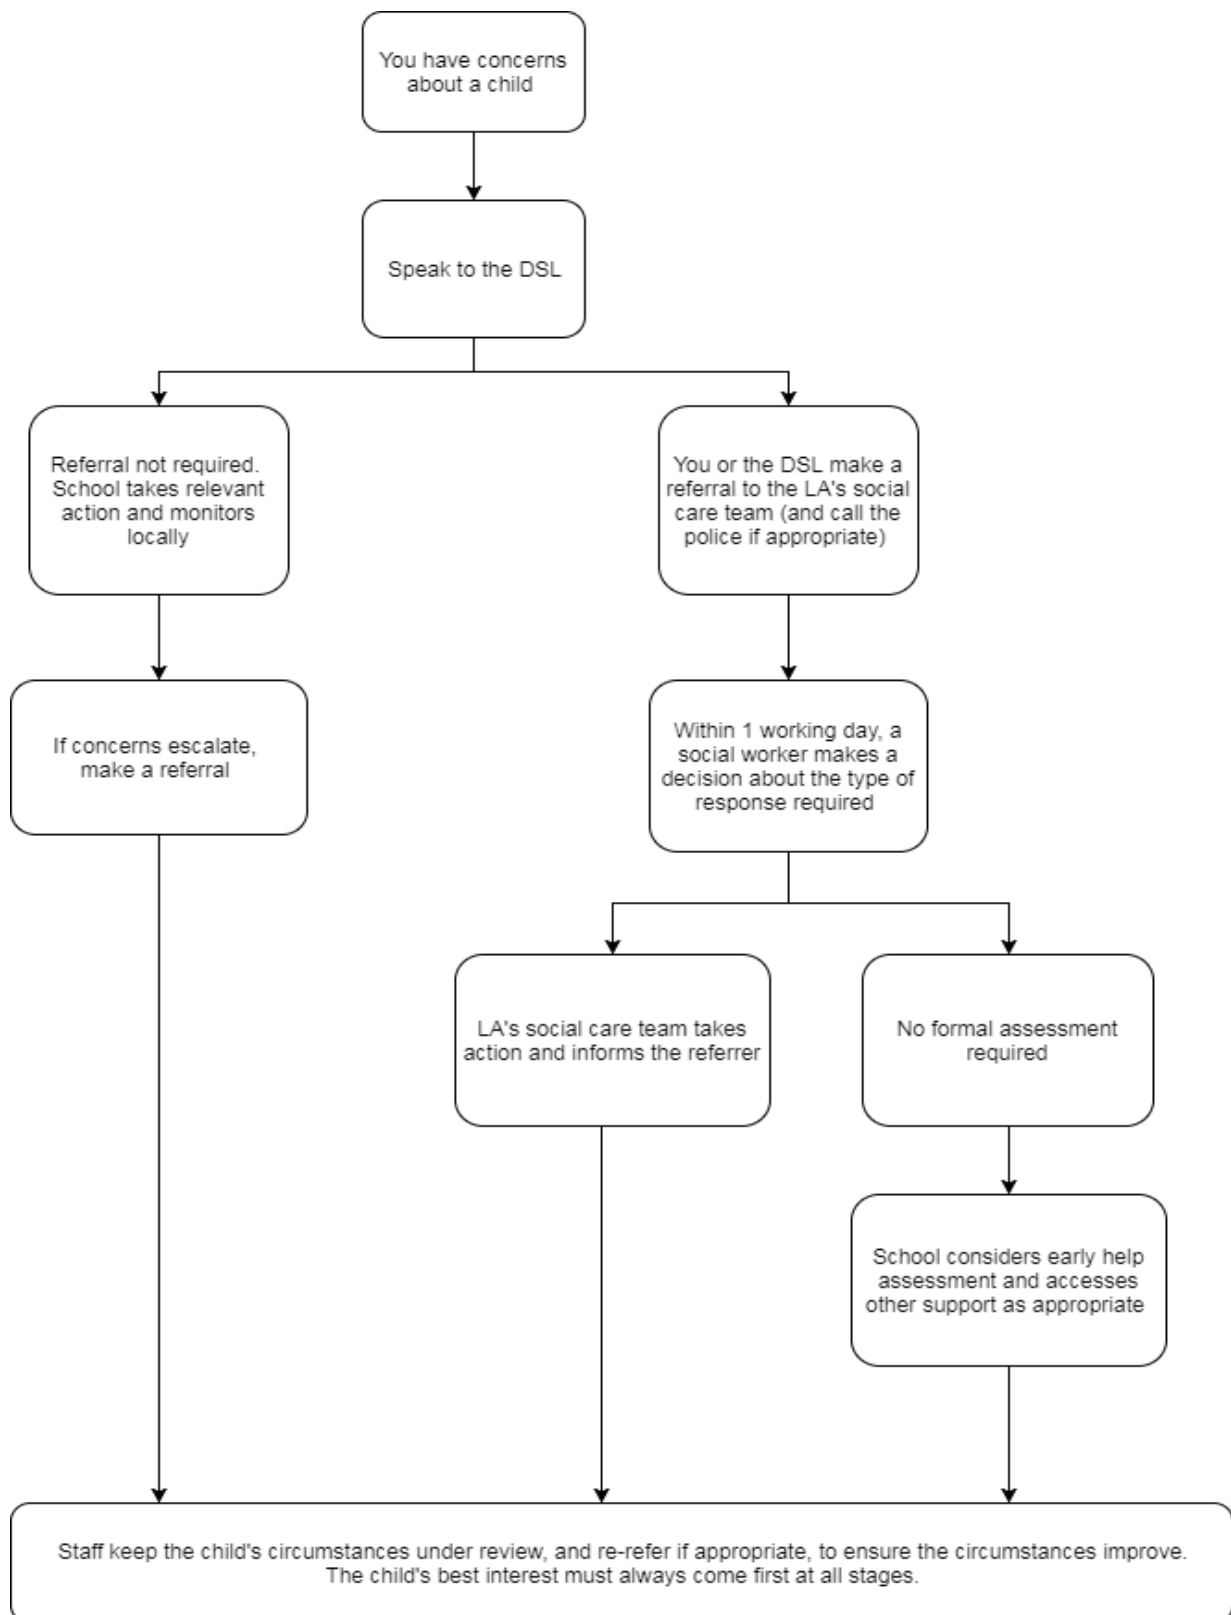 You have concerns
about a child
Speak to the DSL
Referral not required.
School takes relevant
action and monitors
locally
You or the DSL make a
referral to the LA's social
care team (and call the
police if appropriate)
If concerns escalate,
make a referral
Within 1 working day, a
social worker makes a
decision about the type of
response required
LA's social care team takes
action and informs the referrer
No formal assessment
required
School considers early help
assessment and accesses
other support as appropriate
Staff keep the child's circumstances under review, and re-refer if appropriate, to ensure the circumstances improve.
The child's best interest must always come first at all stages.